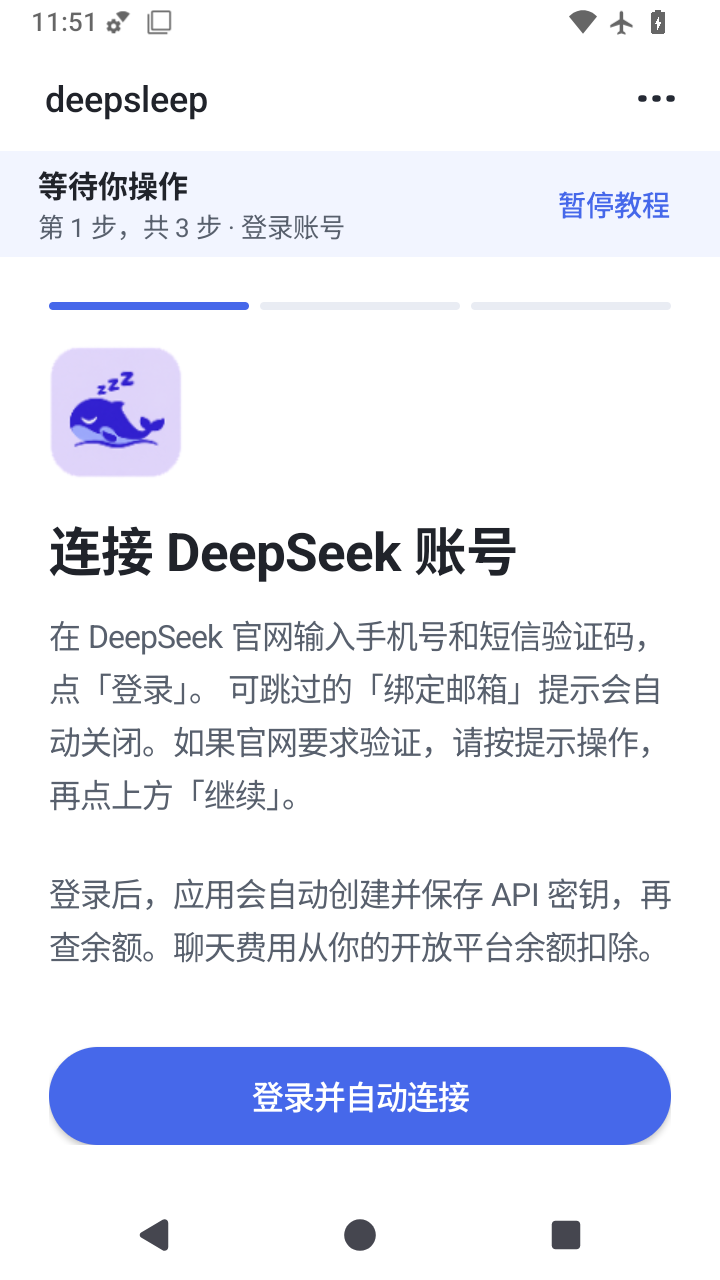 11:51
deepsleep
等待你操作
第 1 步，共 3 步 · 登录账号
暂停教程
zzZ
连接 DeepSeek 账号
在 DeepSeek 官网输入手机号和短信验证码，
点「登录」。 可跳过的「绑定邮箱」提示会自
动关闭。如果官网要求验证，请按提示操作，
再点上方「继续」。
登录后，应用会自动创建并保存 API 密钥，再
查余额。聊天费用从你的开放平台余额扣除。
登录并自动连接